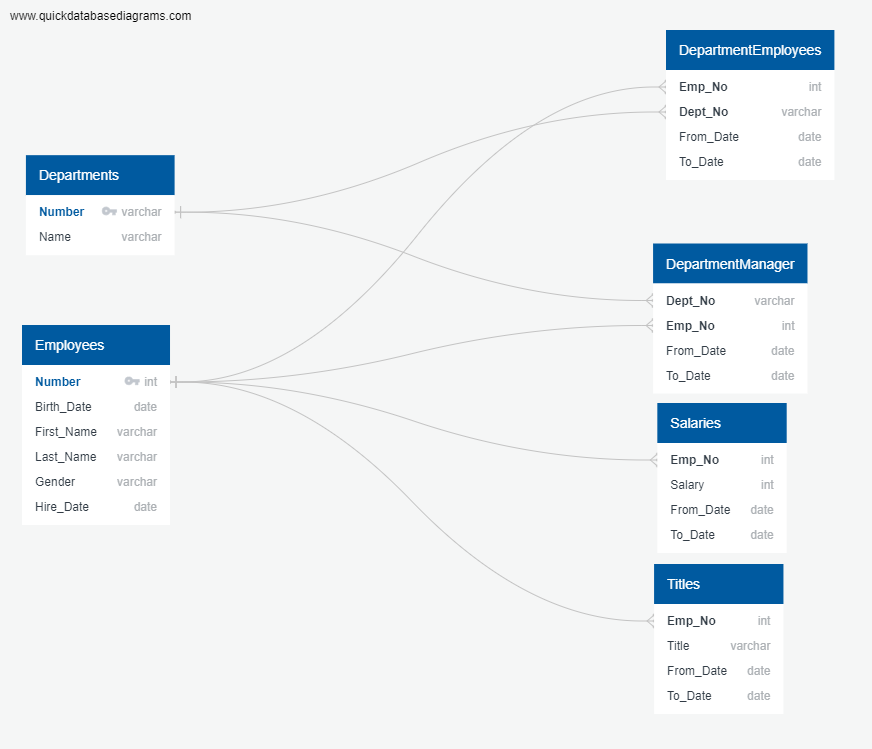 www.quickdatabasediagrams.com
Departments
Number varchar
Name varchar
Employees
Number int
Birth_Date date
First_Name varchar
Last_Name varchar
Gender varchar
Hire_Date date
DepartmentEmployees
Emp_No int
Dept_No varchar
From_Date date
To_Date date
DepartmentManager
Dept_No varchar
Emp_No int
From_Date date
To_Date date
Salaries
Emp_No int
Salary int
From_Date date
To_Date date
Titles
Emp_No int
Title varchar
From_Date date
To_Date date